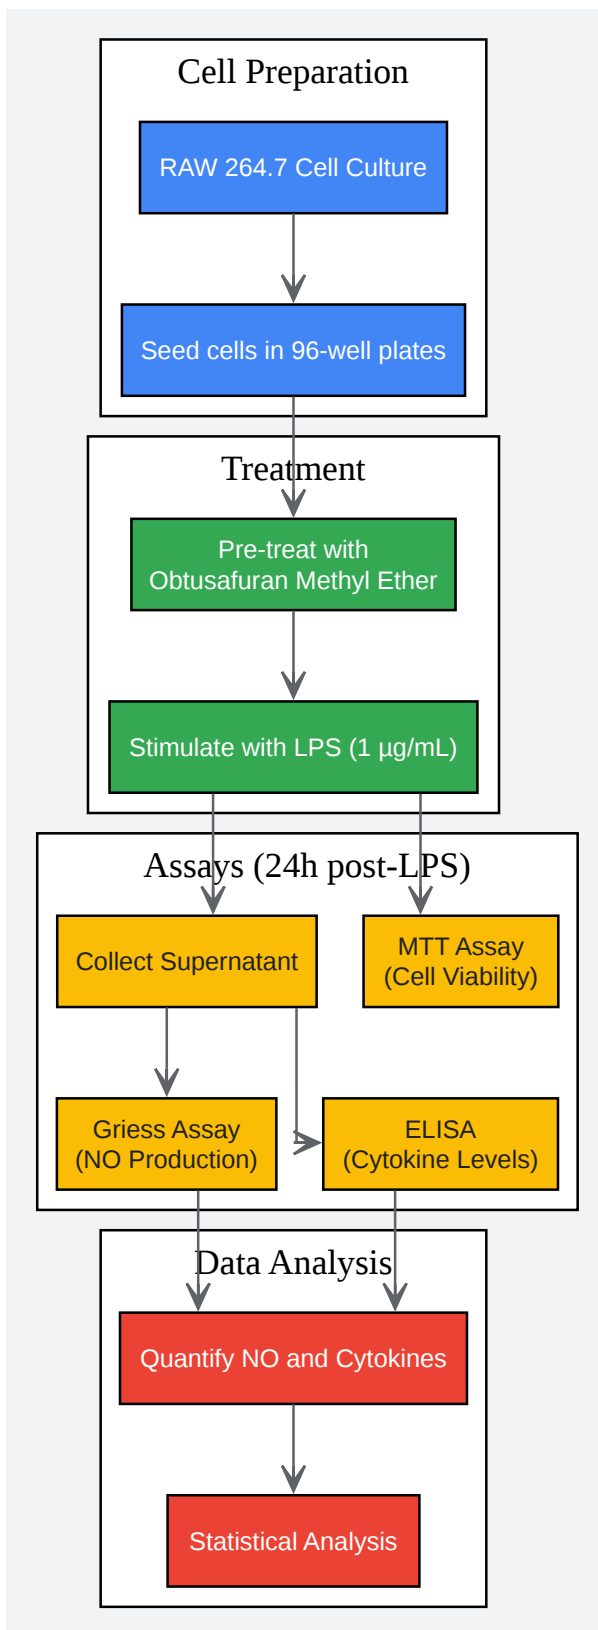 Cell Preparation
RAW 264.7 Cell Culture
Seed cells in 96-well plates
Treatment
Pre-treat with
Obtusafuran Methyl Ether
Stimulate with LPS (1 µg/mL)
Assays (24h post-LPS)
Collect Supernatant
MTT Assay
(Cell Viability)
Griess Assay
(NO Production)
ELISA
(Cytokine Levels)
Data Analysis
Quantify NO and Cytokines
Statistical Analysis